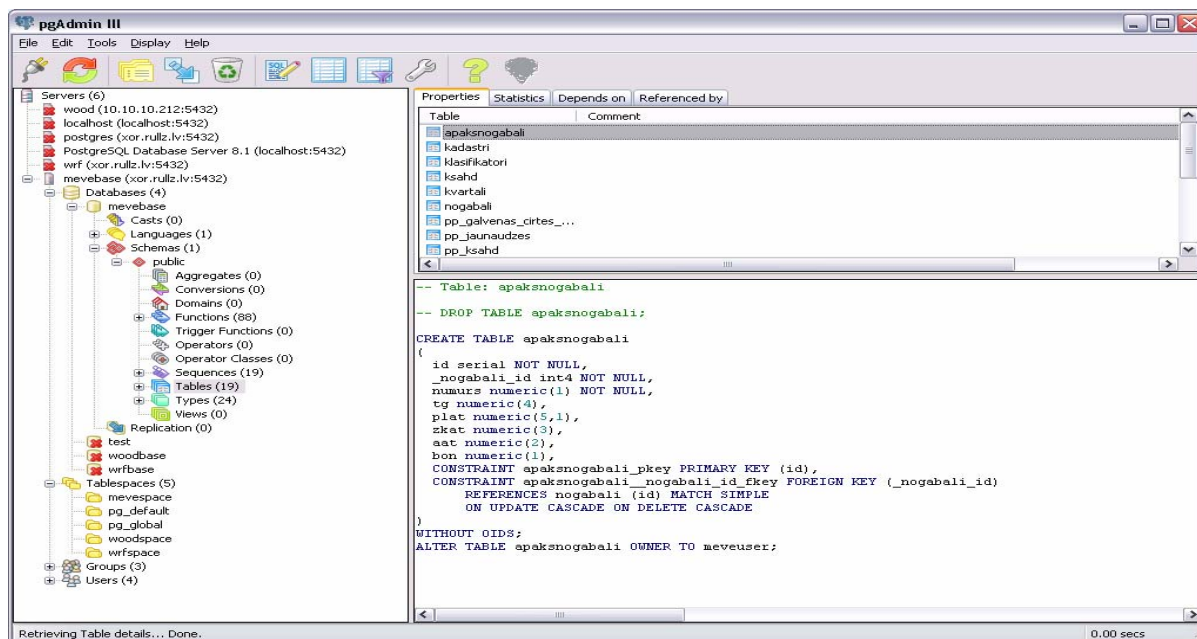 pgAdmin III
File Edit Tools Display Help
SQL
Servers (6)
wood (10.10.10.212:5432)
localhost (localhost:5432)
postgres (xor.rullz.lv:5432)
PostgreSQL Database Server 8.1 (localhost:5432)
wrf (xor.rullz.lv:5432)
mevebase (xor.rullz.lv:5432)
Databases (4)
mevebase
Casts (0)
Languages (1)
Schemas (1)
public
Aggregates (0)
Conversions (0)
Domains (0)
Functions (88)
Trigger Functions (0)
Operators (0)
Operator Classes (0)
Sequences (19)
Tables (19)
Types (24)
Views (0)
Replication (0)
test
woodbase
wrfbase
Tablespaces (5)
mevespace
pg_default
pg_global
woodspace
wrfspace
Groups (3)
Users (4)
Properties Statistics Depends on Referenced by
Table Comment
apaksnogabali
kadastri
klasifikatori
ksahd
kvartali
nogabali
pp_galvenas_cirtes_...
pp_jaunaudzes
pp_ksahd
-- Table: apaksnogabali
-- DROP TABLE apaksnogabali;
CREATE TABLE apaksnogabali
(
id serial NOT NULL,
_nogabali_id int4 NOT NULL,
numurs numeric(1) NOT NULL,
tg numeric(4),
plat numeric(5,1),
zkat numeric(3),
aat numeric(2),
bon numeric(1),
CONSTRAINT apaksnogabali_pkey PRIMARY KEY (id),
CONSTRAINT apaksnogabali__nogabali_id_fkey FOREIGN KEY (_nogabali_id)
REFERENCES nogabali (id) MATCH SIMPLE
ON UPDATE CASCADE ON DELETE CASCADE
)
WITHOUT OIDS;
ALTER TABLE apaksnogabali OWNER TO meveuser;
Retrieving Table details... Done. 0.00 secs